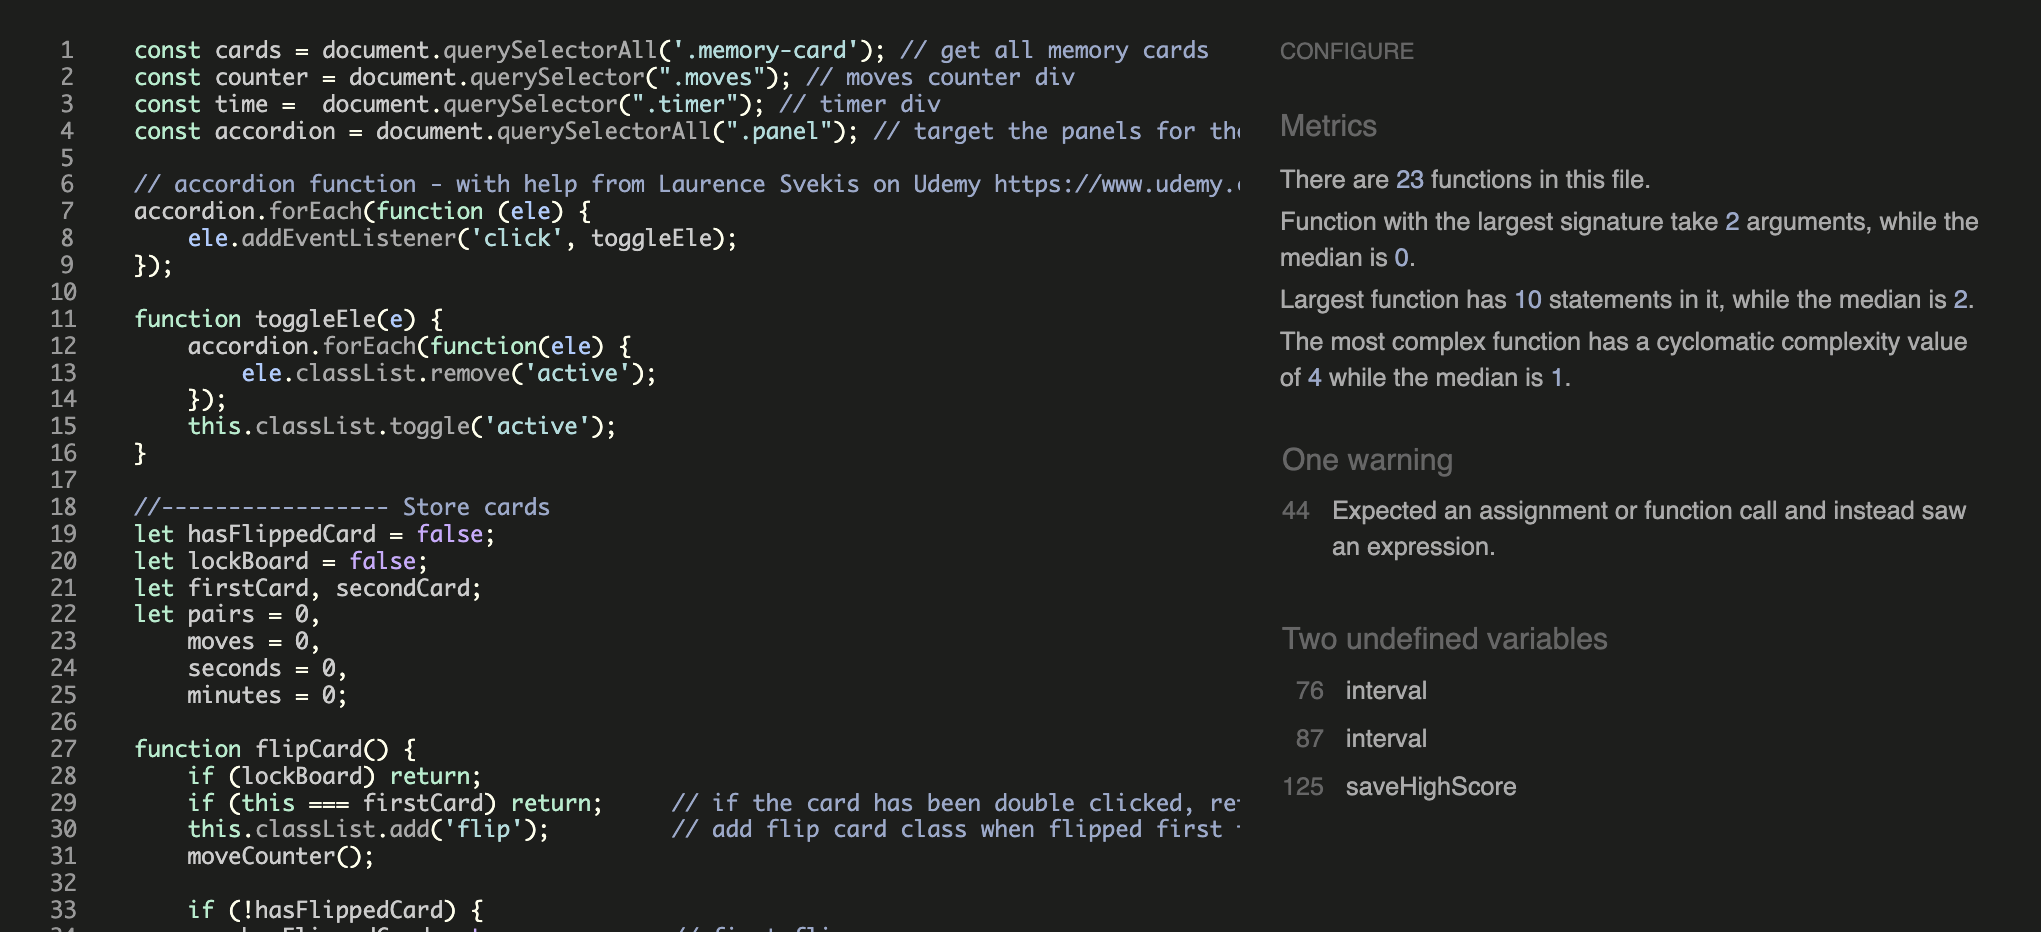 1 const cards = document.querySelectorAll('.memory-card'); // get all memory cards
2 const counter = document.querySelector(".moves"); // moves counter div
3 const time =  document.querySelector(".timer"); // timer div
4 const accordion = document.querySelectorAll(".panel"); // target the panels for
5
6 // accordion function - with help from Laurence Svekis on Udemy https://www.udemy.
7 accordion.forEach(function (ele) {
8     ele.addEventListener('click', toggleEle);
9 });
10
11 function toggleEle(e) {
12     accordion.forEach(function(ele) {
13         ele.classList.remove('active');
14     });
15     this.classList.toggle('active');
16 }
17
18 //----------------- Store cards
19 let hasFlippedCard = false;
20 let lockBoard = false;
21 let firstCard, secondCard;
22 let pairs = 0,
23     moves = 0,
24     seconds = 0,
25     minutes = 0;
26
27 function flipCard() {
28     if (lockBoard) return;
29     if (this === firstCard) return;     // if the card has been double clicked,
30     this.classList.add('flip');         // add flip card class when flipped first
31     moveCounter();
32
33     if (!hasFlippedCard) {
CONFIGURE
Metrics
There are 23 functions in this file.
Function with the largest signature take 2 arguments, while the
median is 0.
Largest function has 10 statements in it, while the median is 2.
The most complex function has a cyclomatic complexity value
of 4 while the median is 1.
One warning
44 Expected an assignment or function call and instead saw
an expression.
Two undefined variables
76 interval
87 interval
125 saveHighScore